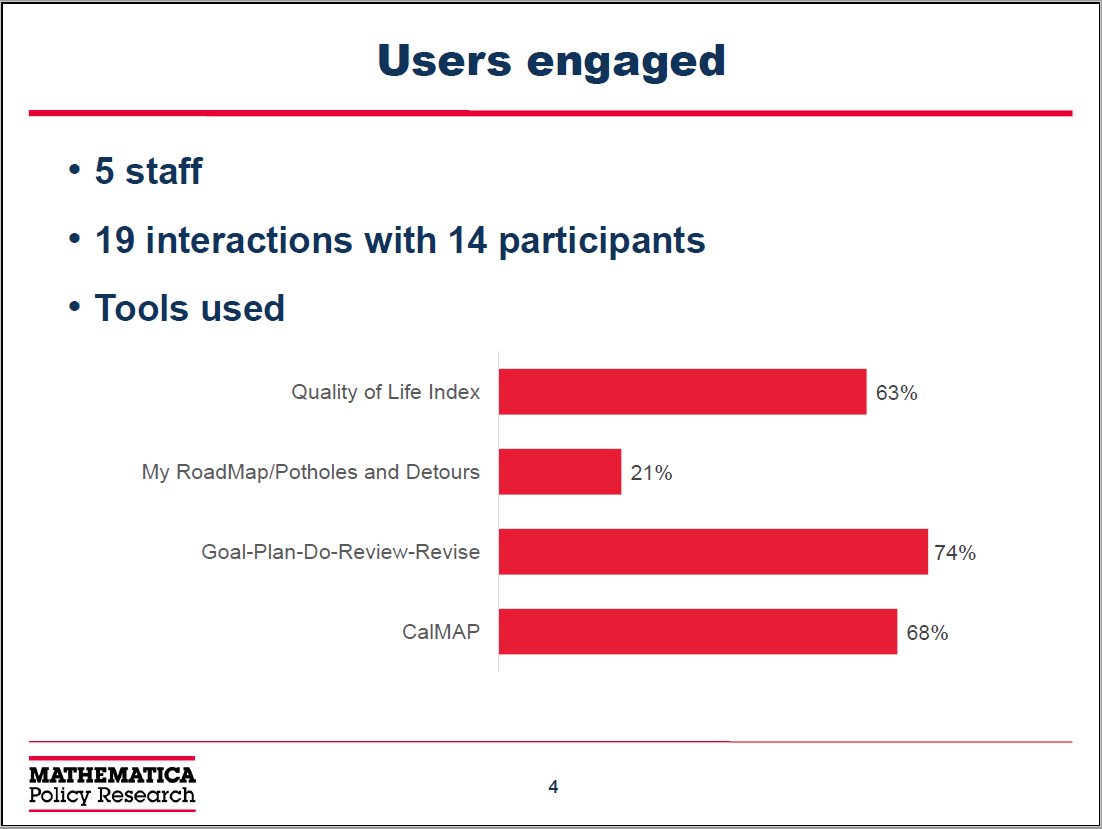 Users engaged
• 5 staff
• 19 interactions with 14 participants
• Tools used
Quality of Life Index 63%
My RoadMap/Potholes and Detours 21%
Goal-Plan-Do-Review-Revise 74%
CalMAP 68%
MATHEMATICA
Policy Research
4